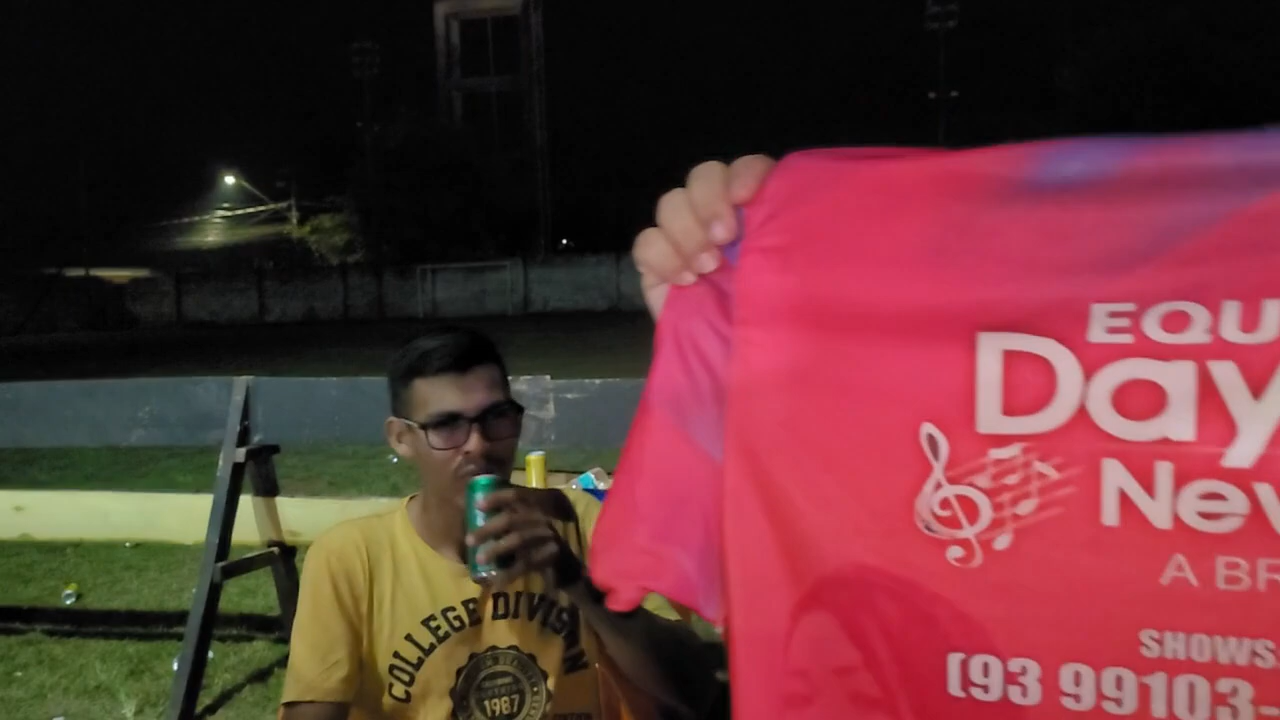 EQU
Day
Nev
A BR
SHOWS.
(93 99103-
COLLEGE DIVISION
1987